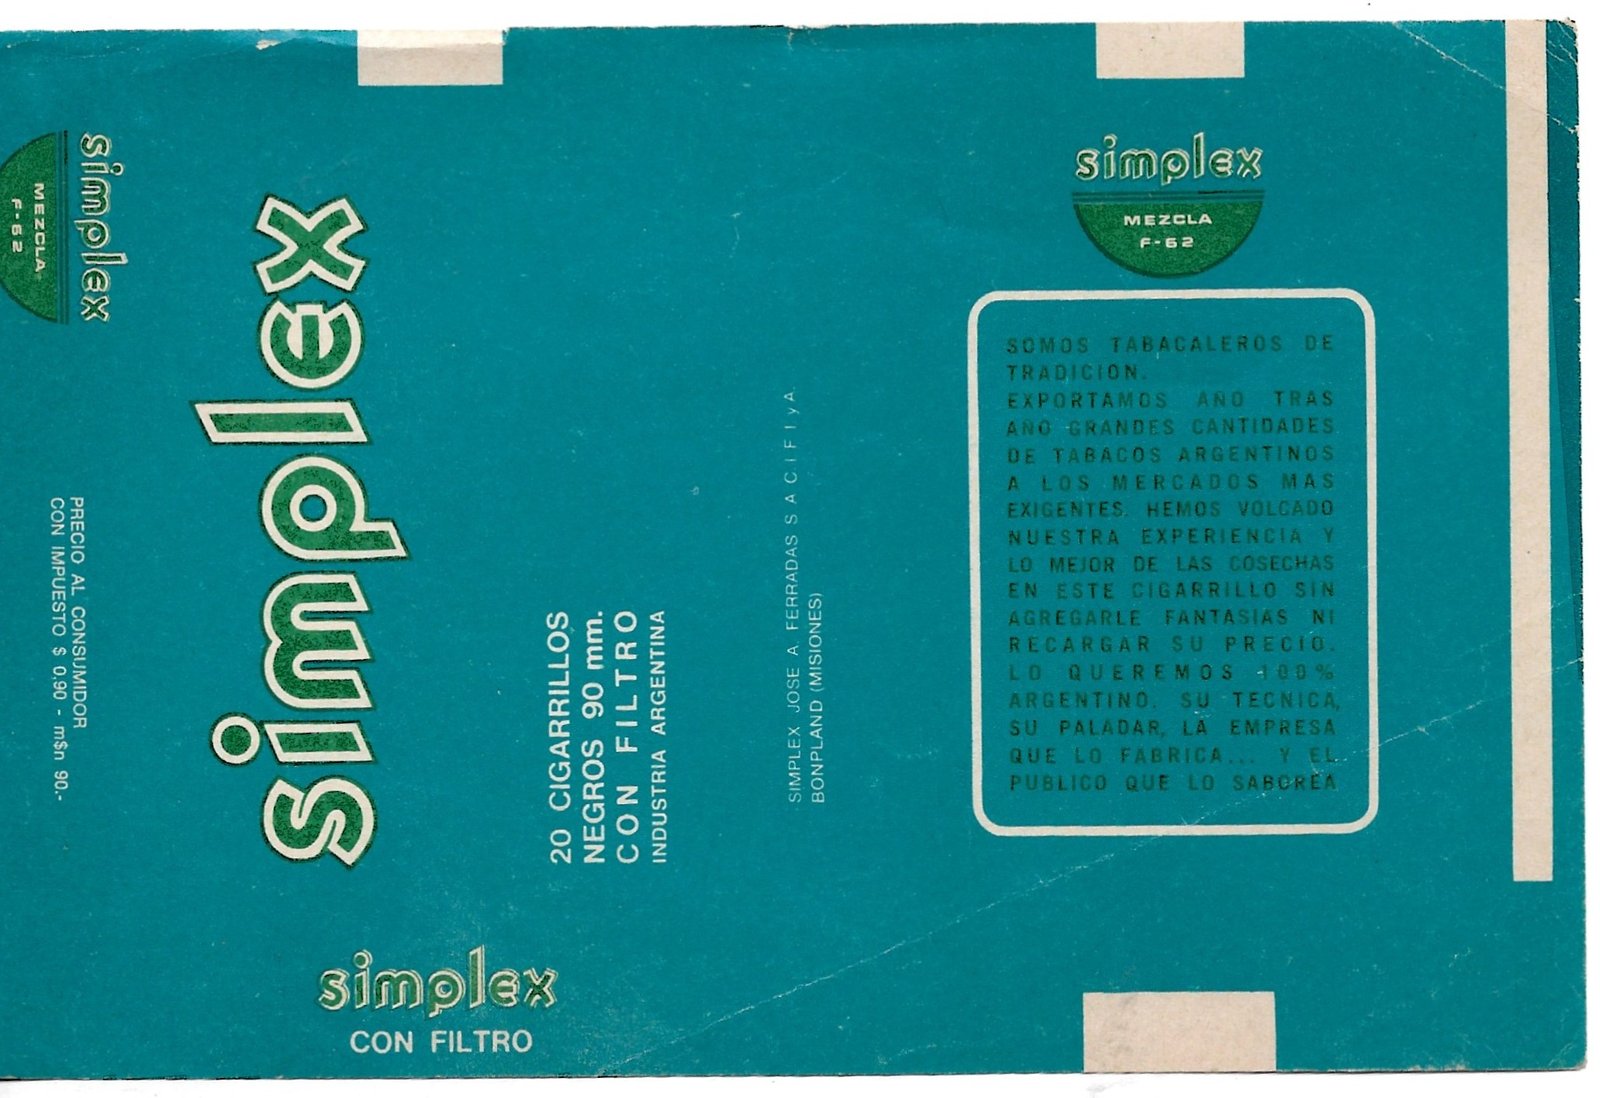 simplex
MEZCLA
F-62
PRECIO AL CONSUMIDOR
CON IMPUESTO $ 0,90 - m$n 90.-
simplex
20 CIGARRILLOS
NEGROS 90 mm.
CON FILTRO
INDUSTRIA ARGENTINA
simplex
CON FILTRO
SIMPLEX JOSE A FERRADAS S A C I F I y A
BONPLAND (MISIONES)
simplex
MEZCLA
F-62
SOMOS TABACALEROS DE
TRADICION.
EXPORTAMOS AÑO TRAS
AÑO GRANDES CANTIDADES
DE TABACOS ARGENTINOS
A LOS MERCADOS MAS
EXIGENTES. HEMOS VOLCADO
NUESTRA EXPERIENCIA Y
LO MEJOR DE LAS COSECHAS
EN ESTE CIGARRILLO SIN
AGREGARLE FANTASIAS NI
RECARGAR SU PRECIO.
LO QUEREMOS 100%
ARGENTINO. SU TECNICA,
SU PALADAR, LA EMPRESA
QUE LO FABRICA... Y EL
PUBLICO QUE LO SABOREA